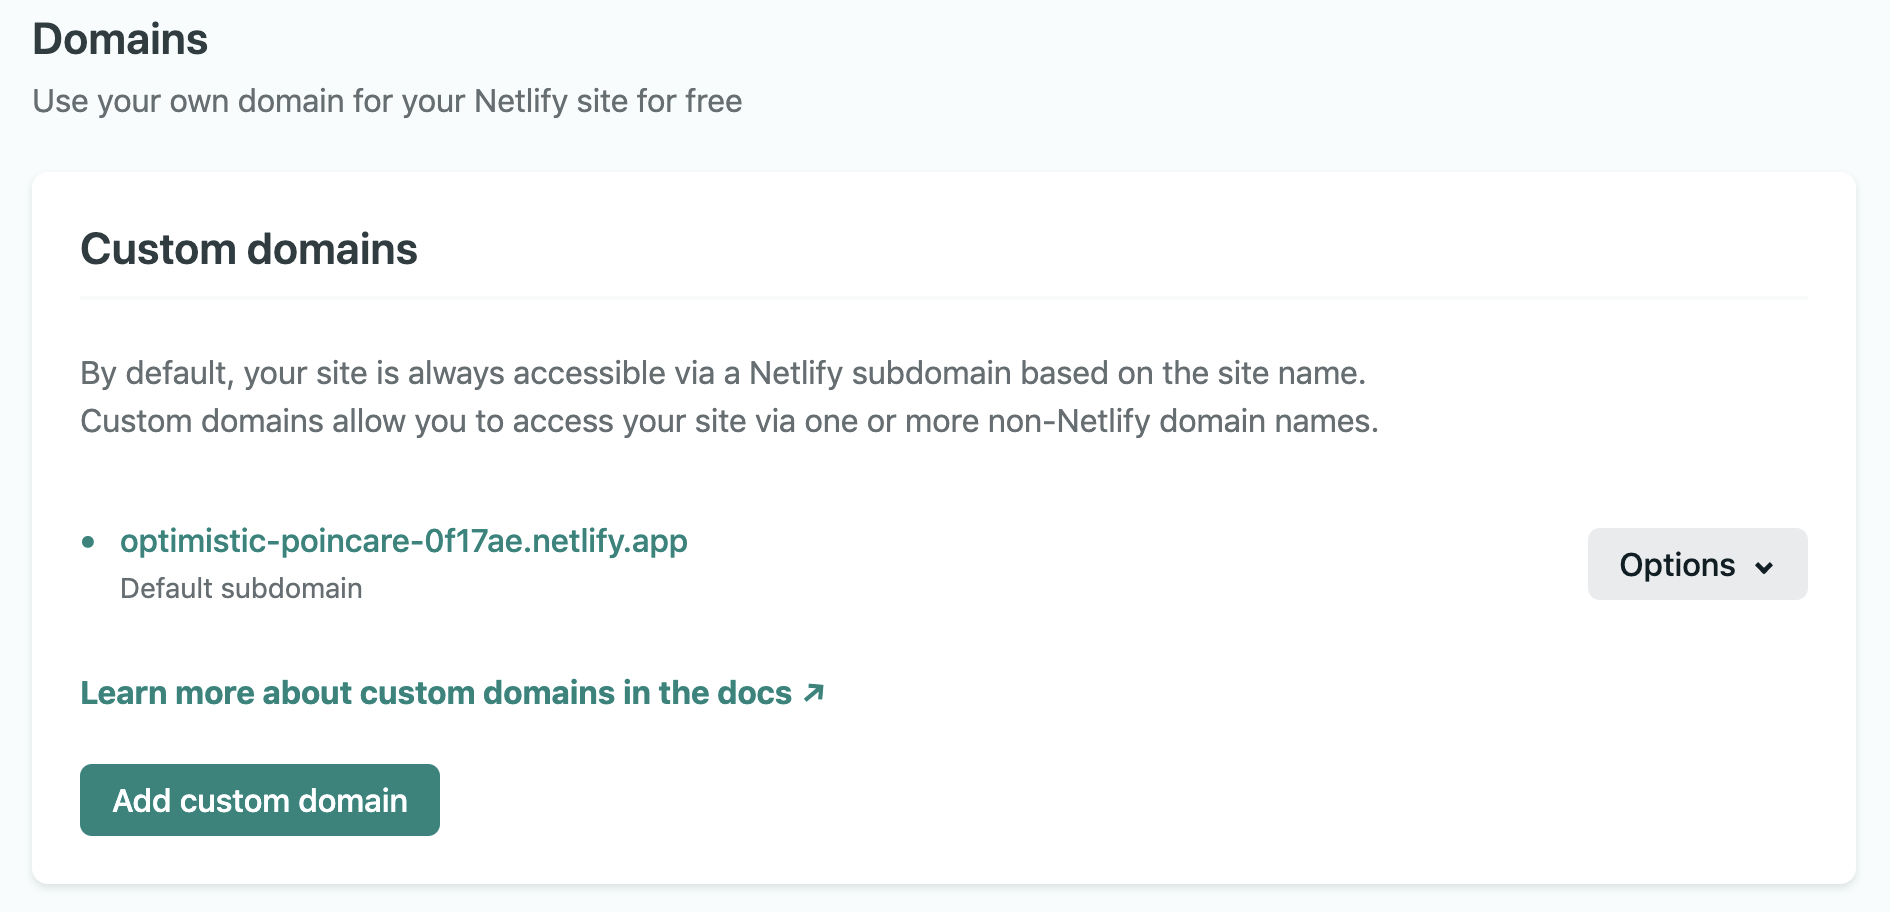 Domains
Use your own domain for your Netlify site for free
Custom domains
By default, your site is always accessible via a Netlify subdomain based on the site name.
Custom domains allow you to access your site via one or more non-Netlify domain names.
optimistic-poincare-0f17ae.netlify.app
Default subdomain
Options
Learn more about custom domains in the docs
Add custom domain